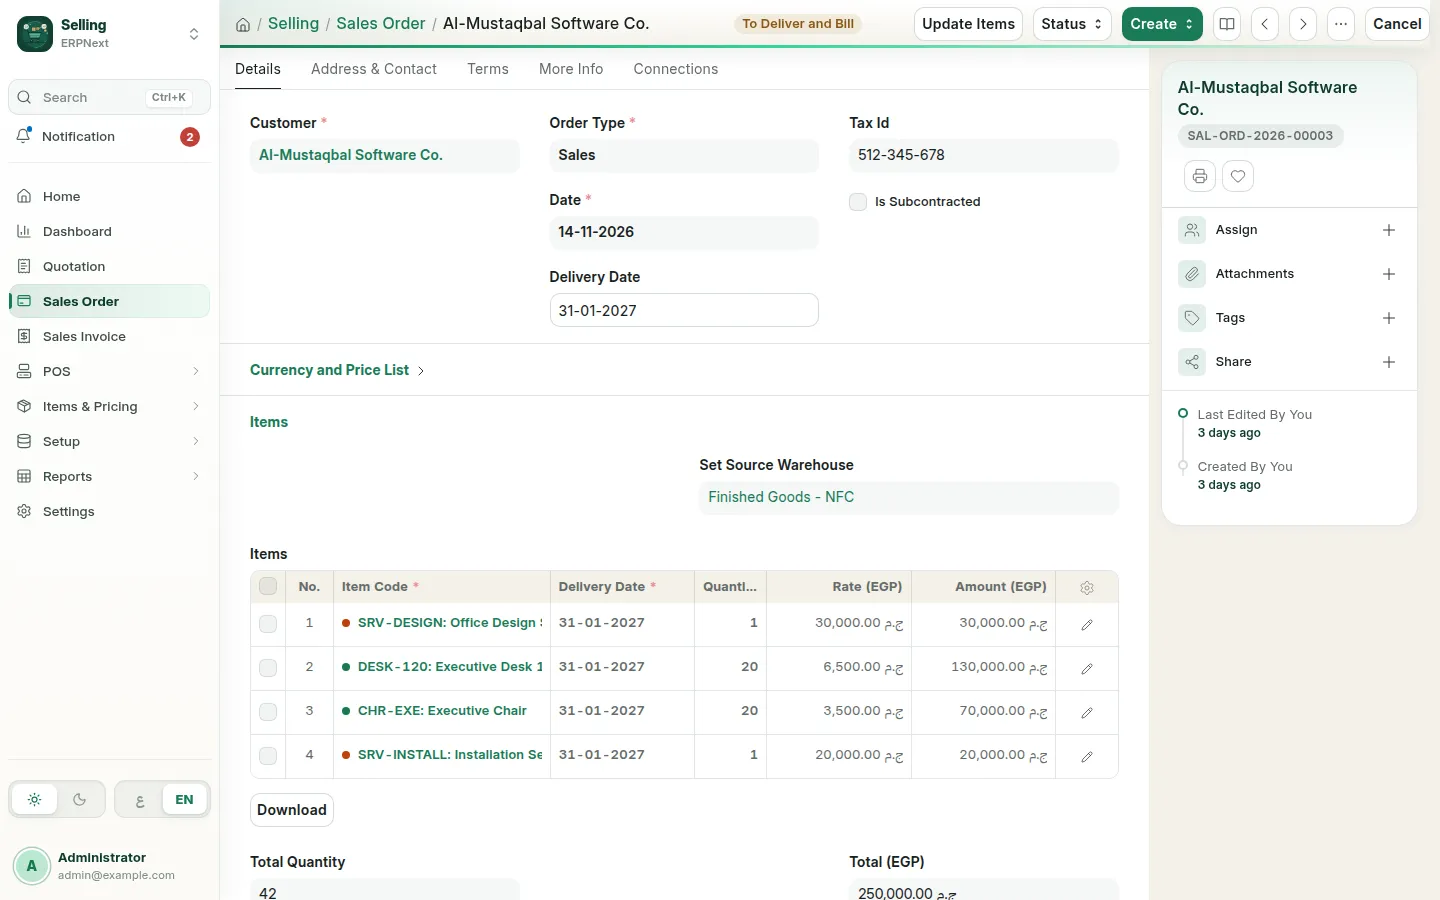 Selling
ERPNext
Search
Ctrl+K
Notification
2
Home
Dashboard
Quotation
Sales Order
Sales Invoice
POS
Items & Pricing
Setup
Reports
Settings
ع
EN
A
Administrator
admin@example.com
/ Selling / Sales Order / Al-Mustaqbal Software Co.
To Deliver and Bill
Update Items
Status
Create
Cancel
Details
Address & Contact
Terms
More Info
Connections
Customer *
Al-Mustaqbal Software Co.
Order Type *
Sales
Tax Id
512-345-678
Date *
14-11-2026
Is Subcontracted
Delivery Date
31-01-2027
Currency and Price List
Items
Set Source Warehouse
Finished Goods - NFC
Items
No. Item Code * Delivery Date * Quanti... Rate (EGP) Amount (EGP)
1 SRV-DESIGN: Office Design 31-01-2027 1 30,000.00 ج.م 30,000.00 ج.م
2 DESK-120: Executive Desk 1 31-01-2027 20 6,500.00 ج.م 130,000.00 ج.م
3 CHR-EXE: Executive Chair 31-01-2027 20 3,500.00 ج.م 70,000.00 ج.م
4 SRV-INSTALL: Installation Se 31-01-2027 1 20,000.00 ج.م 20,000.00 ج.م
Download
Total Quantity
42
Total (EGP)
250,000.00 ج.م
Al-Mustaqbal Software
Co.
SAL-ORD-2026-00003
Assign
Attachments
Tags
Share
Last Edited By You
3 days ago
Created By You
3 days ago